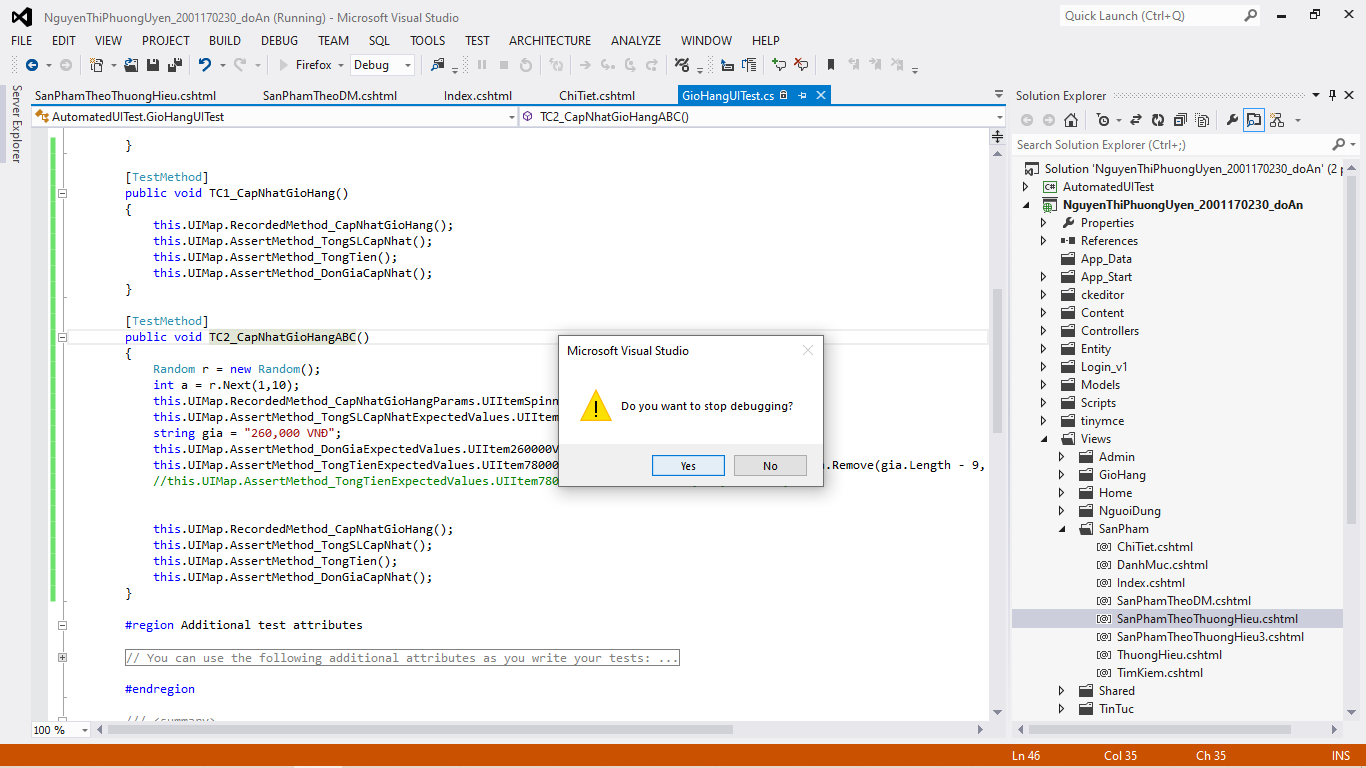 NguyenThiPhuongUyen_2001170230_doAn (Running) - Microsoft Visual Studio
Quick Launch (Ctrl+Q)
FILE EDIT VIEW PROJECT BUILD DEBUG TEAM SQL TOOLS TEST ARCHITECTURE ANALYZE WINDOW HELP
Firefox Debug
Server Explorer
SanPhamTheoThuongHieu.cshtml SanPhamTheoDM.cshtml Index.cshtml ChiTiet.cshtml GioHangUITest.cs
AutomatedUITest.GioHangUITest TC2_CapNhatGioHangABC()
}
[TestMethod]
public void TC1_CapNhatGioHang()
{
this.UIMap.RecordedMethod_CapNhatGioHang();
this.UIMap.AssertMethod_TongSLCapNhat();
this.UIMap.AssertMethod_TongTien();
this.UIMap.AssertMethod_DonGiaCapNhat();
}
[TestMethod]
public void TC2_CapNhatGioHangABC()
{
Random r = new Random();
int a = r.Next(1,10);
this.UIMap.RecordedMethod_CapNhatGioHangParams.UIItemSpinn
this.UIMap.AssertMethod_TongSLCapNhatExpectedValues.UIItem
string gia = "260,000 VNĐ";
this.UIMap.AssertMethod_DonGiaExpectedValues.UIItem260000V
this.UIMap.AssertMethod_TongTienExpectedValues.UIItem78000 .Remove(gia.Length - 9,
//this.UIMap.AssertMethod_TongTienExpectedValues.UIItem780
this.UIMap.RecordedMethod_CapNhatGioHang();
this.UIMap.AssertMethod_TongSLCapNhat();
this.UIMap.AssertMethod_TongTien();
this.UIMap.AssertMethod_DonGiaCapNhat();
}
#region Additional test attributes
// You can use the following additional attributes as you write your tests: ...
#endregion
/// <summary>
100 %
Microsoft Visual Studio
Do you want to stop debugging?
Yes No
Solution Explorer
Search Solution Explorer (Ctrl+;)
Solution 'NguyenThiPhuongUyen_2001170230_doAn' (2 p
AutomatedUITest
NguyenThiPhuongUyen_2001170230_doAn
Properties
References
App_Data
App_Start
ckeditor
Content
Controllers
Entity
Login_v1
Models
Scripts
tinymce
Views
Admin
GioHang
Home
NguoiDung
SanPham
ChiTiet.cshtml
DanhMuc.cshtml
Index.cshtml
SanPhamTheoDM.cshtml
SanPhamTheoThuongHieu.cshtml
SanPhamTheoThuongHieu3.cshtml
ThuongHieu.cshtml
TimKiem.cshtml
Shared
TinTuc
Ln 46 Col 35 Ch 35 INS